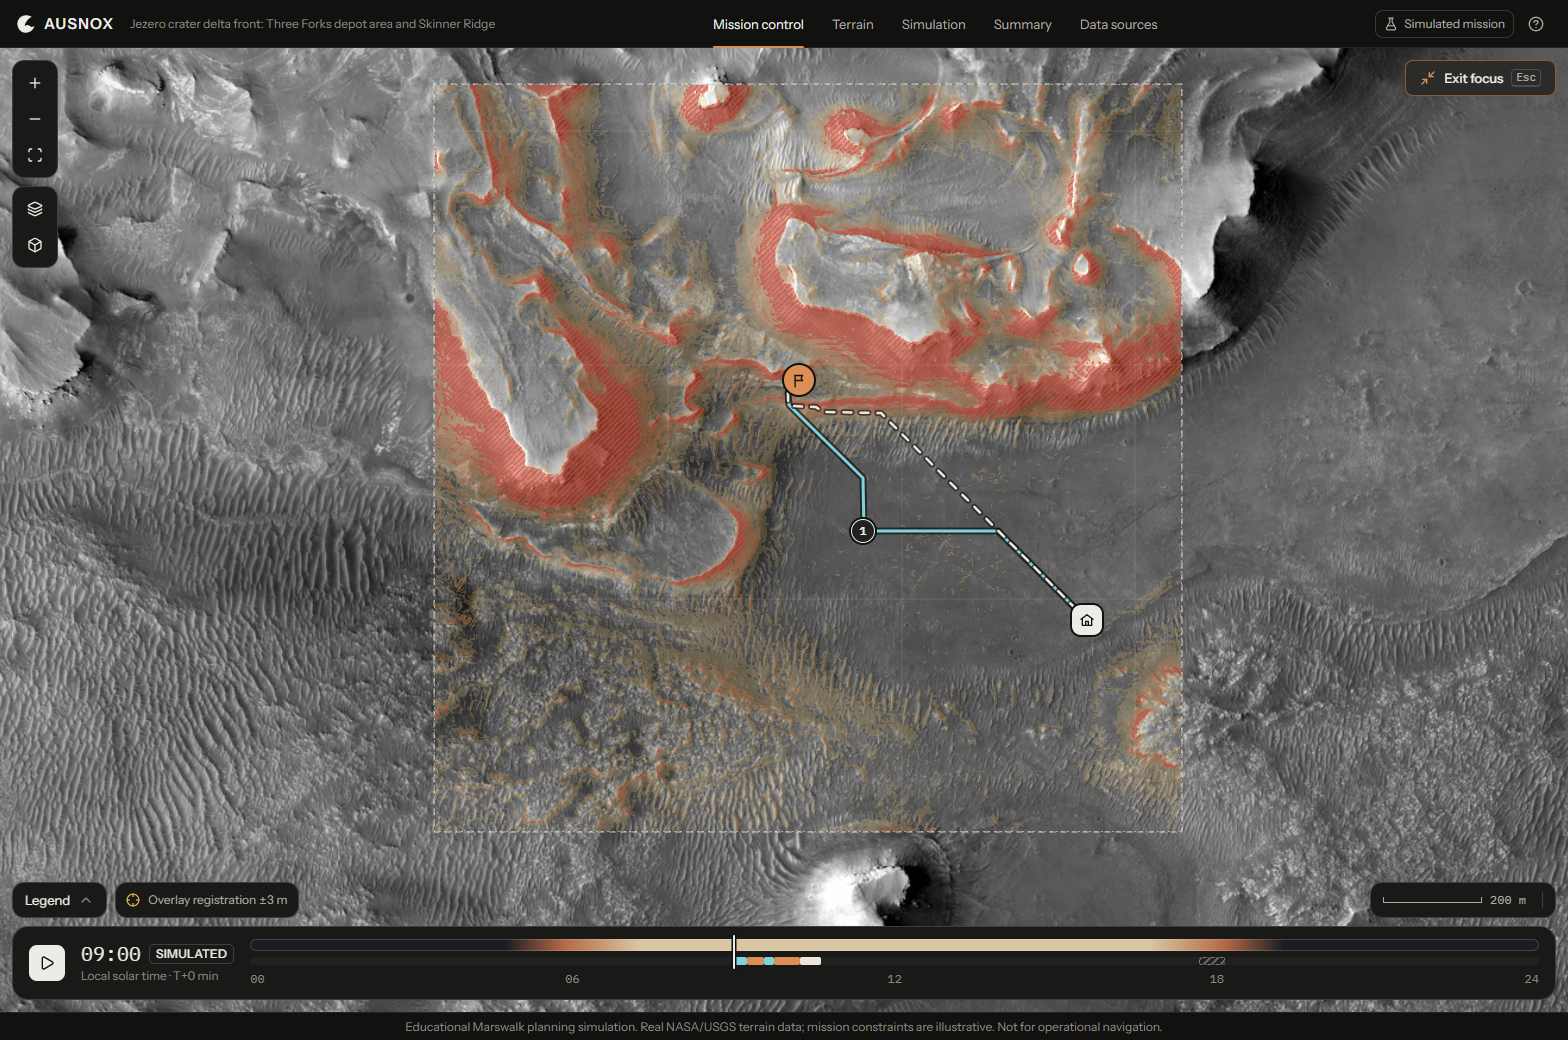 AUSNOX
Jezero crater delta front: Three Forks depot area and Skinner Ridge
Mission control
Terrain
Simulation
Summary
Data sources
Simulated mission
Exit focus Esc
1
Legend
Overlay registration ±3 m
200 m
09:00 SIMULATED
Local solar time · T+0 min
00 06 12 18 24
Educational Marswalk planning simulation. Real NASA/USGS terrain data; mission constraints are illustrative. Not for operational navigation.